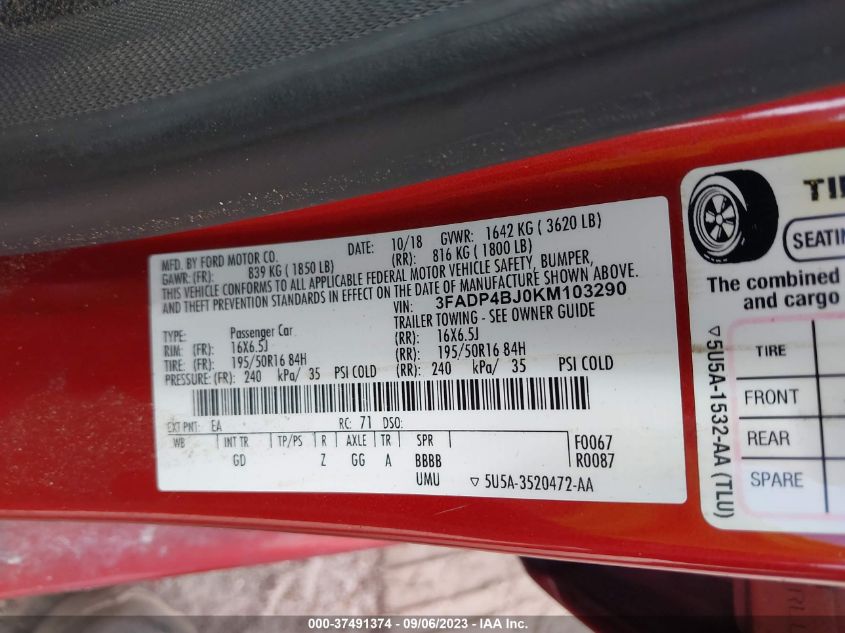 MFD. BY FORD MOTOR CO. DATE: 10/18 GVWR: 1642 KG ( 3620 LB)
GAWR: (FR): 839 KG ( 1850 LB) (RR): 816 KG ( 1800 LB)
THIS VEHICLE CONFORMS TO ALL APPLICABLE FEDERAL MOTOR VEHICLE SAFETY, BUMPER,
AND THEFT PREVENTION STANDARDS IN EFFECT ON THE DATE OF MANUFACTURE SHOWN ABOVE.
VIN: 3FADP4BJ0KM103290
TYPE: Passenger Car TRAILER TOWING - SEE OWNER GUIDE
RIM: (FR): 16X6.5J (RR): 16X6.5J
TIRE: (FR): 195/50R16 84H (RR): 195/50R16 84H
PRESSURE: (FR): 240 kPa/ 35 PSI COLD (RR): 240 kPa/ 35 PSI COLD
EXT PNT: EA RC: 71 DSO:
WB INT TR TP/PS R AXLE TR SPR F0067
GD Z GG A BBBB R0087
UMU ▽ 5U5A-3520472-AA
TIR
SEATIN
The combined
and cargo
TIRE
FRONT
REAR
SPARE
▽5U5A-1532-AA (TLU)
000-37491374 - 09/06/2023 - IAA Inc.